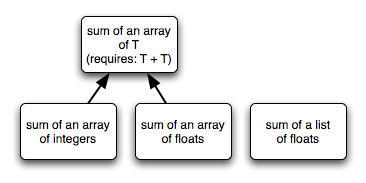 sum of an array
of T
(requires: T + T)
sum of an array
of integers
sum of an array
of floats
sum of a list
of floats